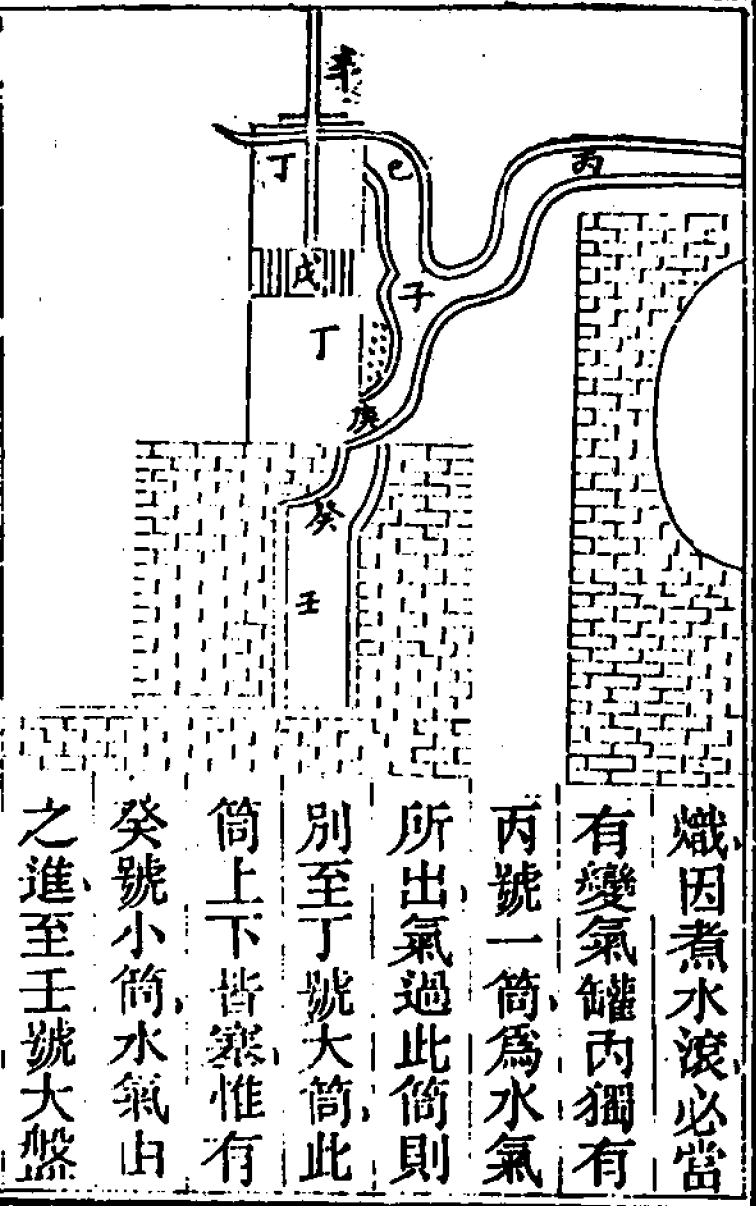 辛
丁
己
丙
戊
子
丁
庚
癸
壬
熾、因煮水滾、必當
有變氣罐內獨有
丙號一筒、爲水氣
所出、氣過此筒則
別至丁號大筒、此
筒上下皆塞、惟有
癸號小筒、水氣由
之進、至壬號大盤